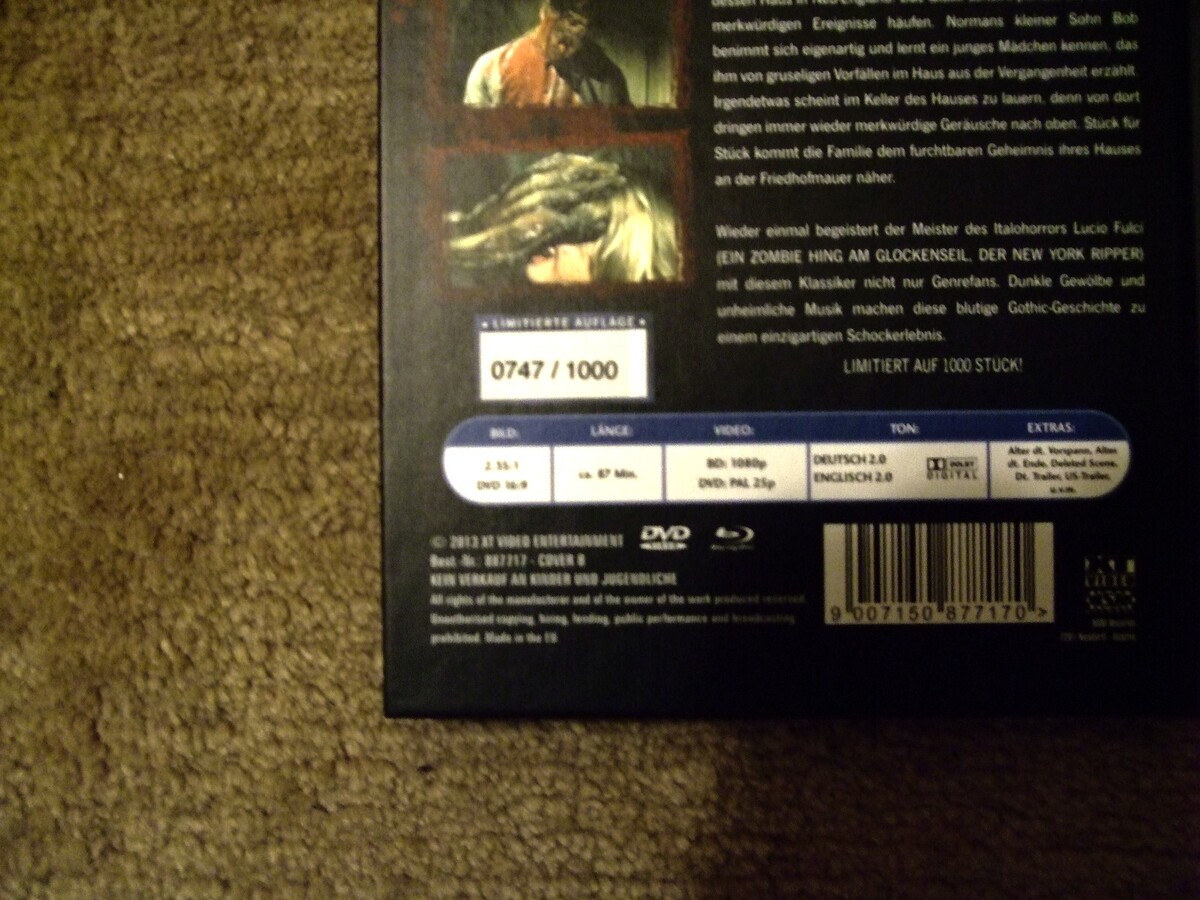 merkwürdigen Ereignisse häufen. Normans kleiner Sohn Bob
benimmt sich eigenartig und lernt ein junges Mädchen kennen, das
ihm von gruseligen Vorfällen im Haus aus der Vergangenheit erzählt.
Irgendetwas scheint im Keller des Hauses zu lauern, denn von dort
dringen immer wieder merkwürdige Geräusche nach oben. Stück für
Stück kommt die Familie dem furchtbaren Geheimnis ihres Hauses
an der Friedhofmauer näher.
Wieder einmal begeistert der Meister des Italohorrors Lucio Fulci
(EIN ZOMBIE HING AM GLOCKENSEIL, DER NEW YORK RIPPER)
mit diesem Klassiker nicht nur Genrefans. Dunkle Gewölbe und
unheimliche Musik machen diese blutige Gothic-Geschichte zu
einem einzigartigen Schockerlebnis.
LIMITIERT AUF 1000 STÜCK!
• LIMITIERTE AUFLAGE •
0747 / 1000
BILD: LÄNGE: VIDEO: TON: EXTRAS:
2.35:1
DVD 16:9
ca. 87 Min.
BD: 1080p
DVD: PAL 25p
DEUTSCH 2.0
ENGLISCH 2.0
DOLBY
DIGITAL
Alter dt. Vorspann, Altes
dt. Ende, Deleted Scene,
Dt. Trailer, US-Trailer,
u.v.m.
© 2013 XT VIDEO ENTERTAINMENT
Best.-Nr.: 887717 - COVER B
KEIN VERKAUF AN KINDER UND JUGENDLICHE
All rights of the manufacturer and of the owner of the work produced reserved.
Unauthorised copying, hiring, lending, public performance and broadcasting
prohibited. Made in the EU
DVD
9 007150 877170 >
XT
VIDEO